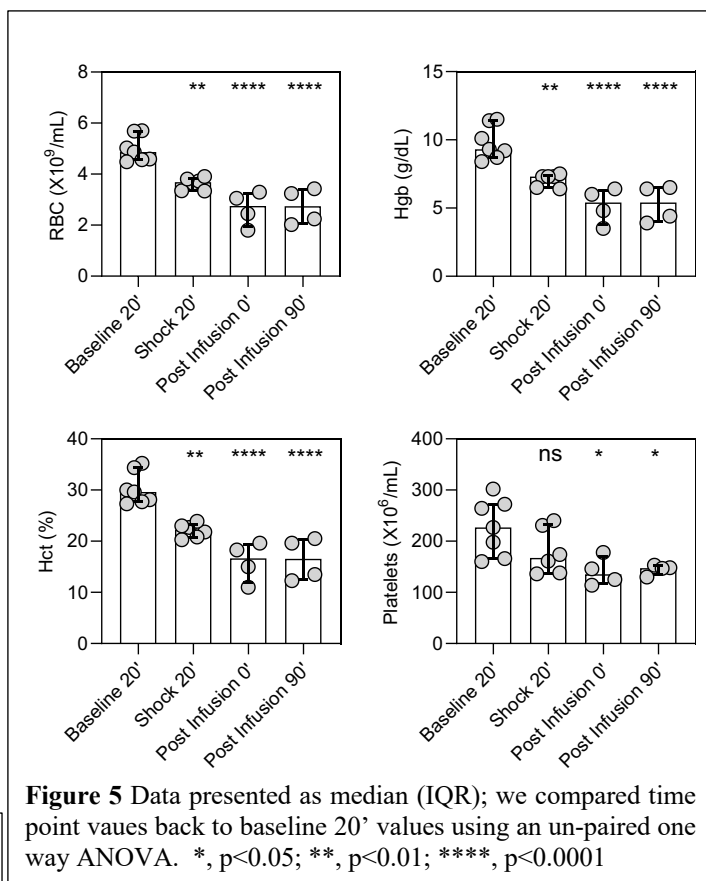 8
6
4
2
0
RBC (X10^9/mL)
** **** ****
Baseline 20'
Shock 20'
Post Infusion 0'
Post Infusion 90'
15
10
5
0
Hgb (g/dL)
** **** ****
Baseline 20'
Shock 20'
Post Infusion 0'
Post Infusion 90'
40
30
20
10
0
Hct (%)
** **** ****
Baseline 20'
Shock 20'
Post Infusion 0'
Post Infusion 90'
400
300
200
100
0
Platelets (X10^6/mL)
ns * *
Baseline 20'
Shock 20'
Post Infusion 0'
Post Infusion 90'
Figure 5 Data presented as median (IQR); we compared time
point vaues back to baseline 20’ values using an un-paired one
way ANOVA. *, p<0.05; **, p<0.01; ****, p<0.0001